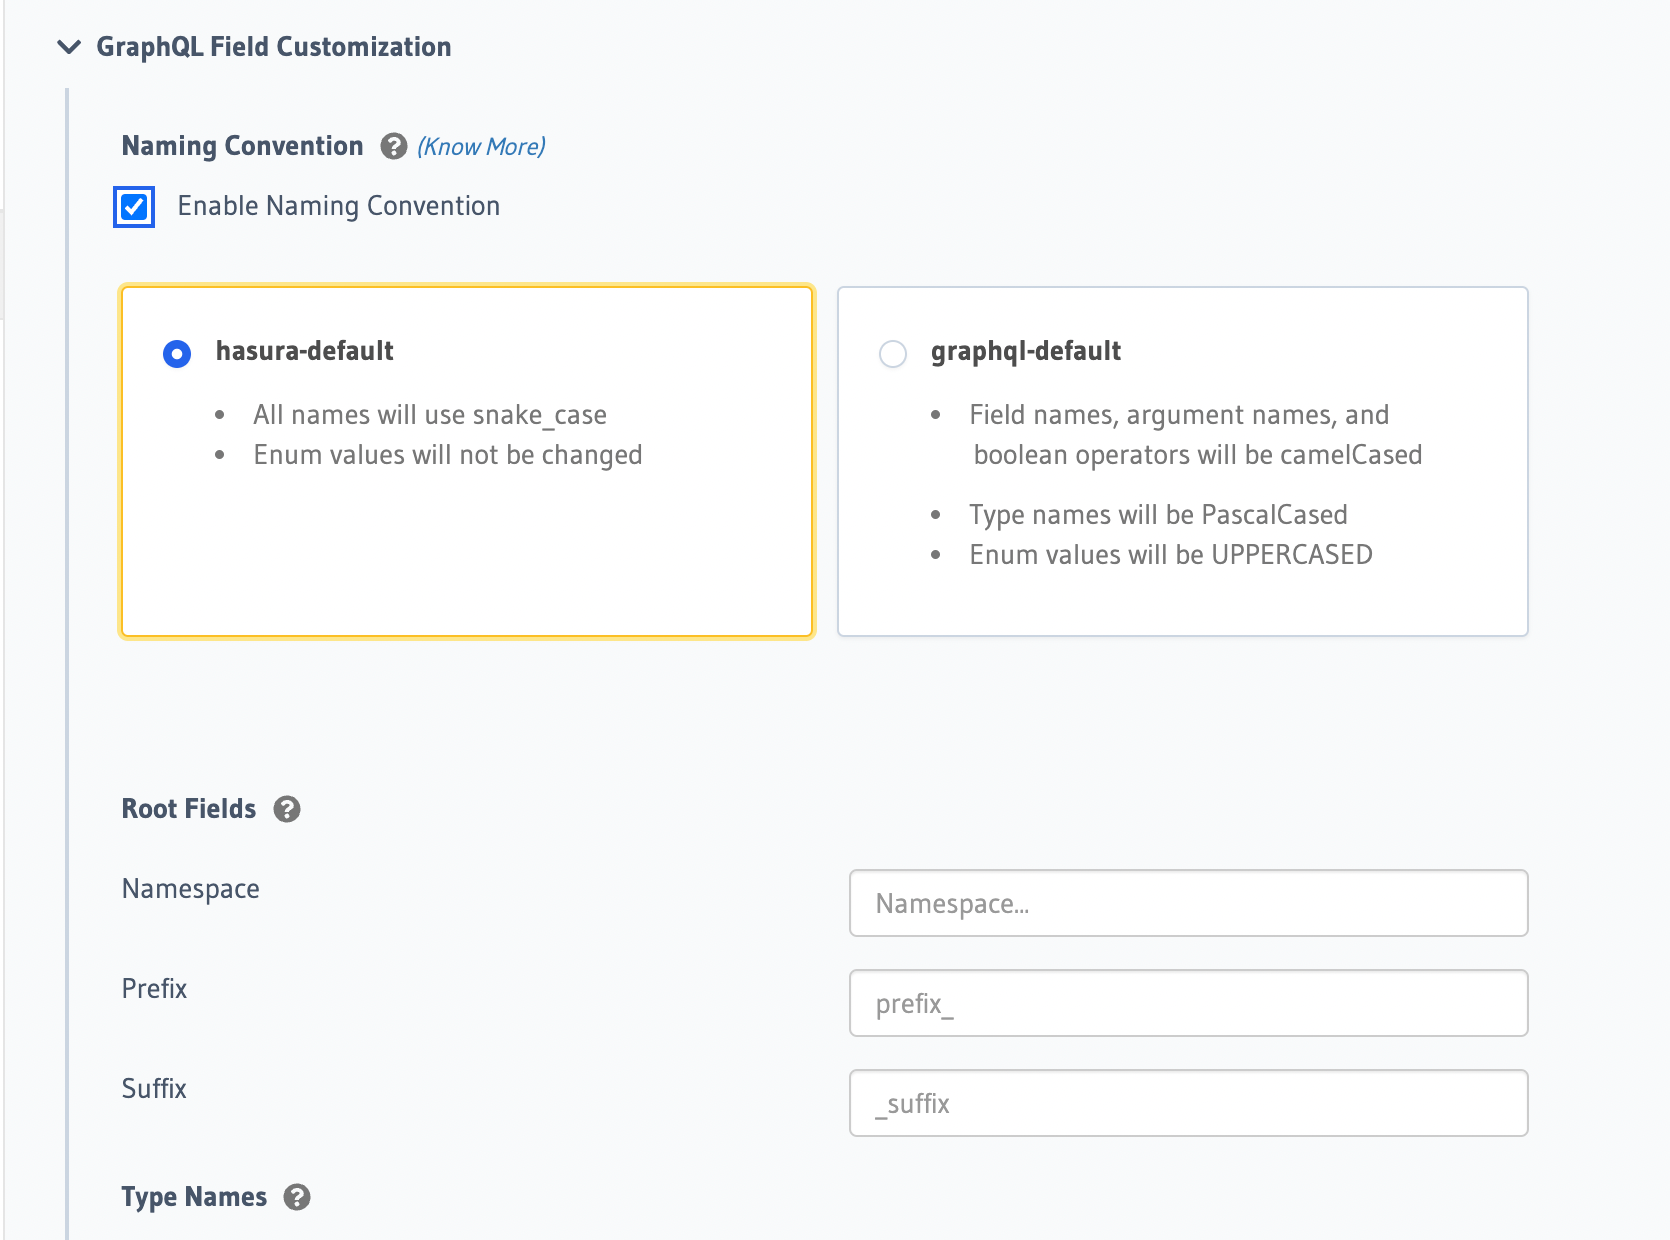 GraphQL Field Customization
Naming Convention ? (Know More)
Enable Naming Convention
hasura-default
• All names will use snake_case
• Enum values will not be changed
graphql-default
• Field names, argument names, and
boolean operators will be camelCased
• Type names will be PascalCased
• Enum values will be UPPERCASED
Root Fields ?
Namespace
Namespace...
Prefix
prefix_
Suffix
_suffix
Type Names ?